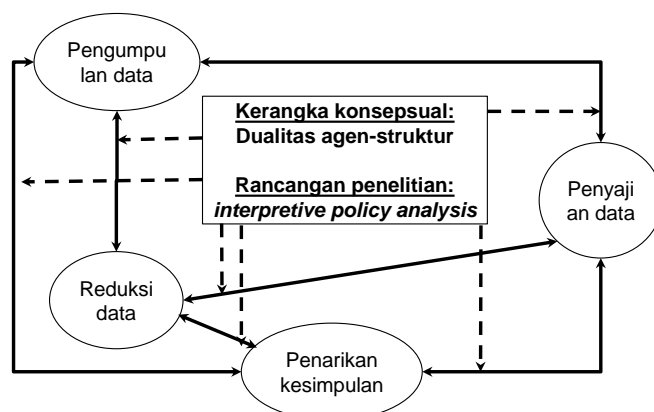 Pengumpu
lan data
Kerangka konsepsual:
Dualitas agen-struktur
Rancangan penelitian:
interpretive policy analysis
Penyaji
an data
Reduksi
data
Penarikan
kesimpulan